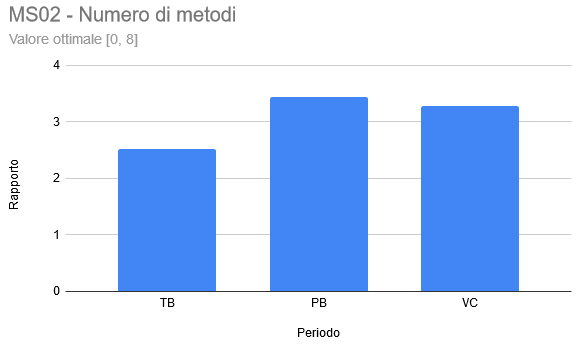 MS02 - Numero di metodi
Valore ottimale [0, 8]
4
3
2
1
0
Rapporto
TB PB VC
Periodo